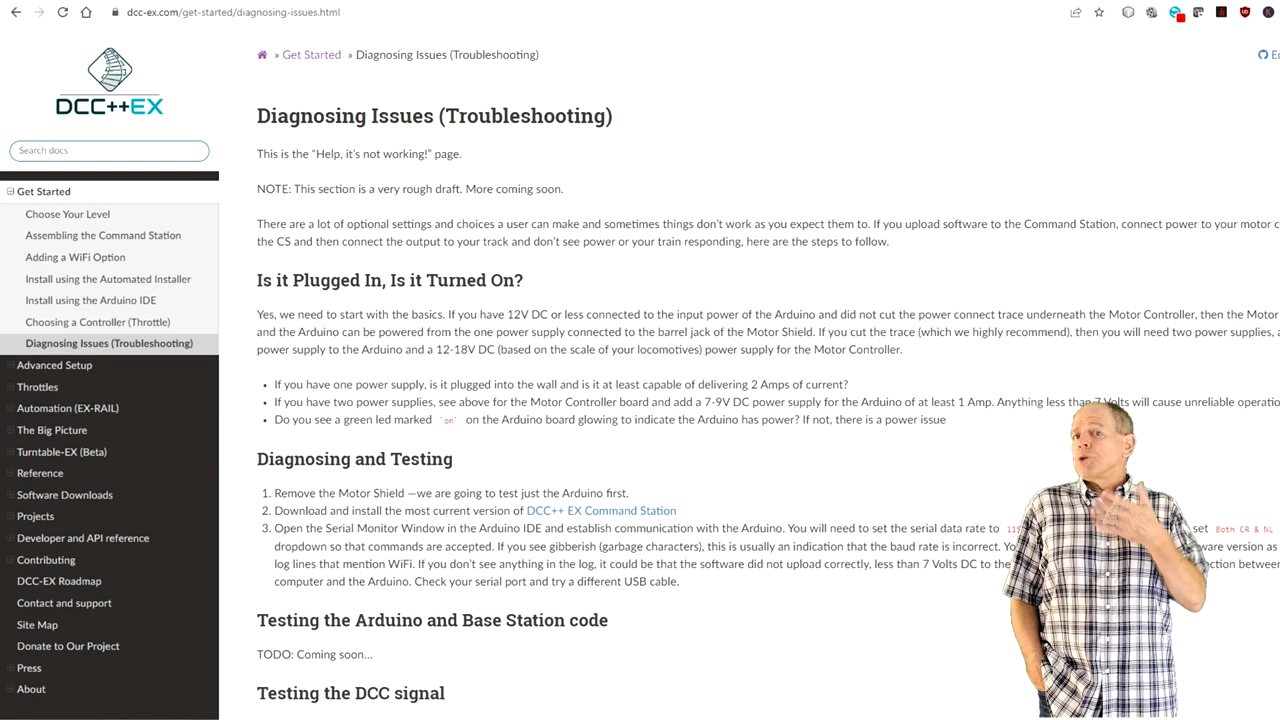 dcc-ex.com/get-started/diagnosing-issues.html
DCC++EX
Search docs
Get Started
Choose Your Level
Assembling the Command Station
Adding a WiFi Option
Install using the Automated Installer
Install using the Arduino IDE
Choosing a Controller (Throttle)
Diagnosing Issues (Troubleshooting)
Advanced Setup
Throttles
Automation (EX-RAIL)
The Big Picture
Turntable-EX (Beta)
Reference
Software Downloads
Projects
Developer and API reference
Contributing
DCC-EX Roadmap
Contact and support
Site Map
Donate to Our Project
Press
About
» Get Started » Diagnosing Issues (Troubleshooting)
Diagnosing Issues (Troubleshooting)
This is the “Help, it’s not working!” page.
NOTE: This section is a very rough draft. More coming soon.
There are a lot of optional settings and choices a user can make and sometimes things don’t work as you expect them to. If you upload software to the Command Station, connect power to your motor
the CS and then connect the output to your track and don’t see power or your train responding, here are the steps to follow.
Is it Plugged In, Is it Turned On?
Yes, we need to start with the basics. If you have 12V DC or less connected to the input power of the Arduino and did not cut the power connect trace underneath the Motor Controller, then the Motor
and the Arduino can be powered from the one power supply connected to the barrel jack of the Motor Shield. If you cut the trace (which we highly recommend), then you will need two power supplies,
power supply to the Arduino and a 12-18V DC (based on the scale of your locomotives) power supply for the Motor Controller.
• If you have one power supply, is it plugged into the wall and is it at least capable of delivering 2 Amps of current?
• If you have two power supplies, see above for the Motor Controller board and add a 7-9V DC power supply for the Arduino of at least 1 Amp. Anything less than 7 Volts will cause unreliable
• Do you see a green led marked `on` on the Arduino board glowing to indicate the Arduino has power? If not, there is a power issue
Diagnosing and Testing
1. Remove the Motor Shield —we are going to test just the Arduino first.
2. Download and install the most current version of DCC++ EX Command Station
3. Open the Serial Monitor Window in the Arduino IDE and establish communication with the Arduino. You will need to set the serial data rate to set Both CR & NL
dropdown so that commands are accepted. If you see gibberish (garbage characters), this is usually an indication that the baud rate is incorrect. version as
log lines that mention WiFi. If you don’t see anything in the log, it could be that the software did not upload correctly, less than 7 Volts DC to the between
computer and the Arduino. Check your serial port and try a different USB cable.
Testing the Arduino and Base Station code
TODO: Coming soon...
Testing the DCC signal